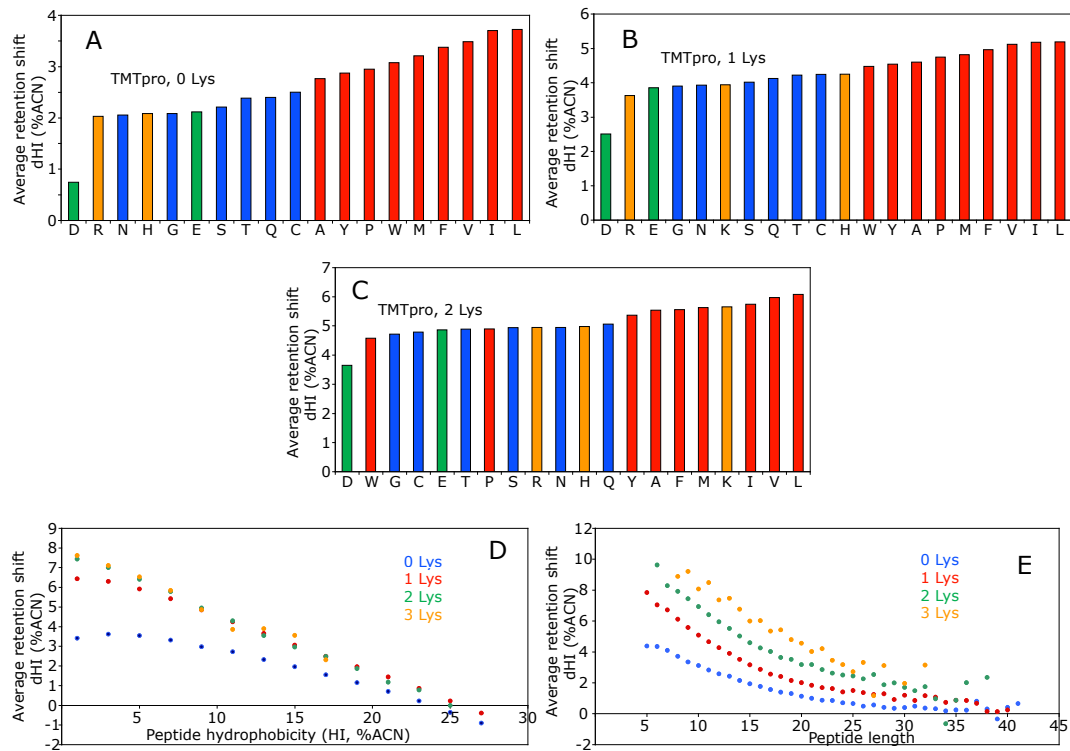 A
TMTpro, 0 Lys
Average retention shift
dHI (%ACN)
4
3
2
1
0
D R N H G E S T Q C A Y P W M F V I L
B
TMTpro, 1 Lys
Average retention shift
dHI (%ACN)
6
5
4
3
2
1
0
D R E G N K S Q T C H W Y A P M F V I L
C
TMTpro, 2 Lys
Average retention shift
dHI (%ACN)
7
6
5
4
3
2
1
0
D W G C E T P S R N H Q Y A F M K I V L
D
Average retention shift
dHI (%ACN)
9
8
7
6
5
4
3
2
1
0
-1
-2
0 Lys
1 Lys
2 Lys
3 Lys
5 10 15 20 25 30
Peptide hydrophobicity (HI, %ACN)
E
Average retention shift
dHI (%ACN)
12
10
8
6
4
2
0
-2
0 Lys
1 Lys
2 Lys
3 Lys
0 5 10 15 20 25 30 35 40 45
Peptide length